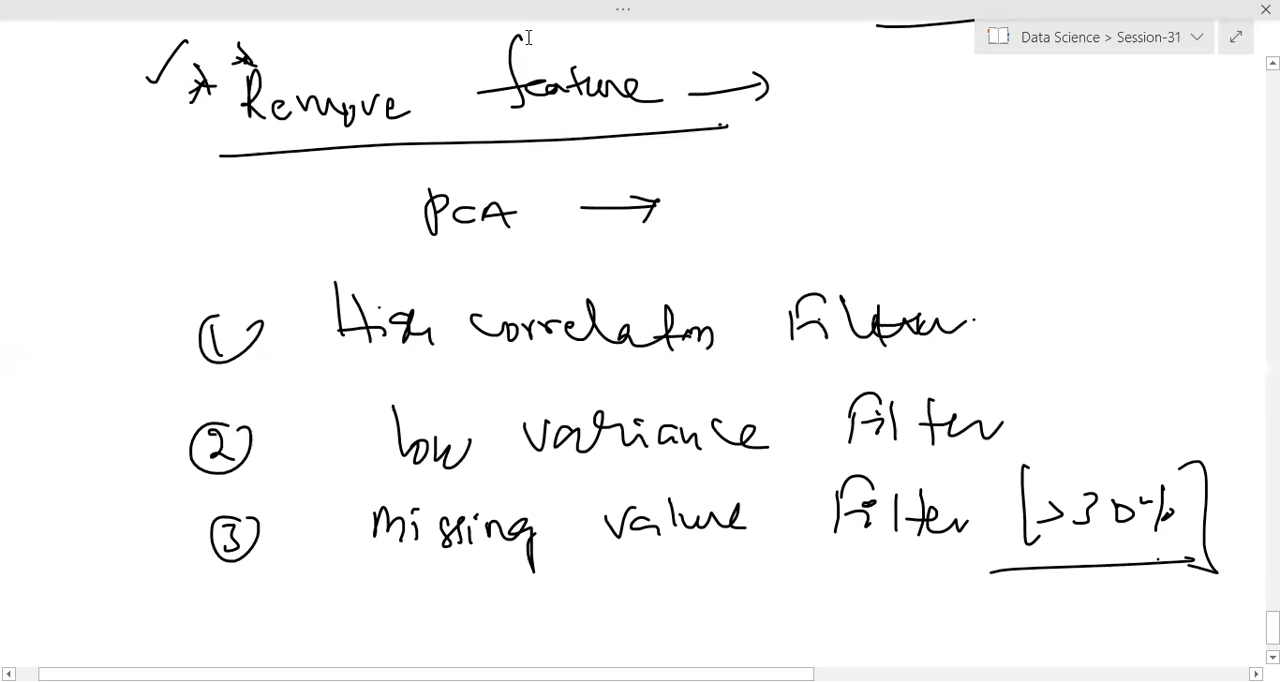 Data Science > Session-31
✓ ** Remove feature →
PCA →
① High correlation Filter.
② low variance Filter
③ missing value Filter [>30%]